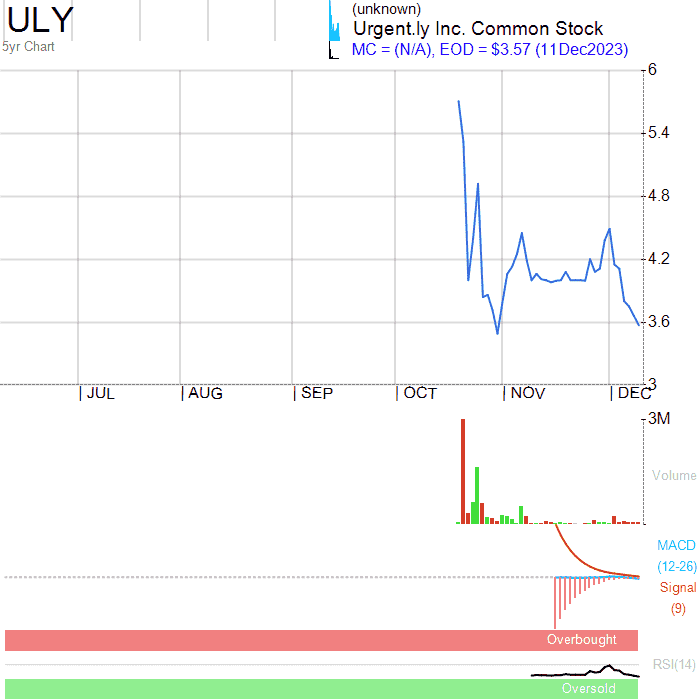 ULY
5yr Chart
(unknown)
Urgent.ly Inc. Common Stock
MC = (N/A), EOD = $3.57 (11Dec2023)
6
5.4
4.8
4.2
3.6
3
JUL AUG SEP OCT NOV DEC
3M
Volume
MACD
(12-26)
Signal
(9)
Overbought
RSI(14)
Oversold